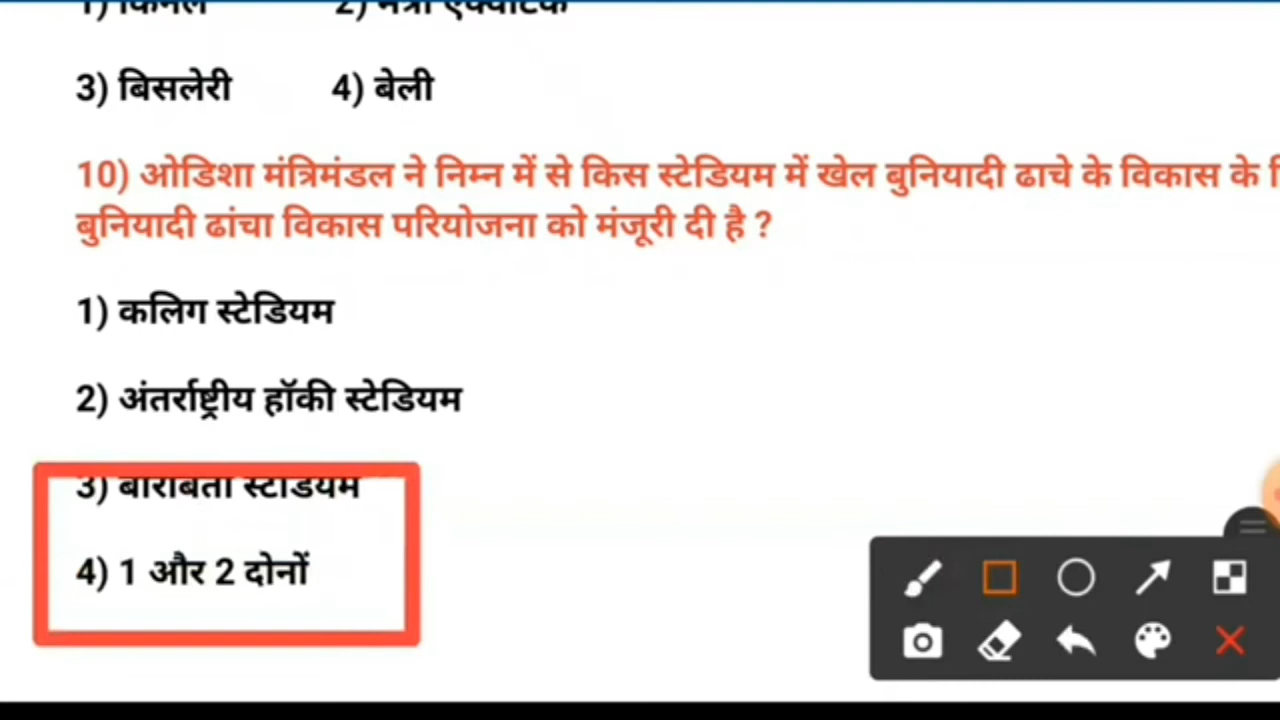 3) बिसलेरी 4) बेली
10) ओडिशा मंत्रिमंडल ने निम्न में से किस स्टेडियम में खेल बुनियादी ढाचे के विकास के
बुनियादी ढांचा विकास परियोजना को मंजूरी दी है ?
1) कलिग स्टेडियम
2) अंतर्राष्ट्रीय हॉकी स्टेडियम
3) बाराबती स्टेडियम
4) 1 और 2 दोनों